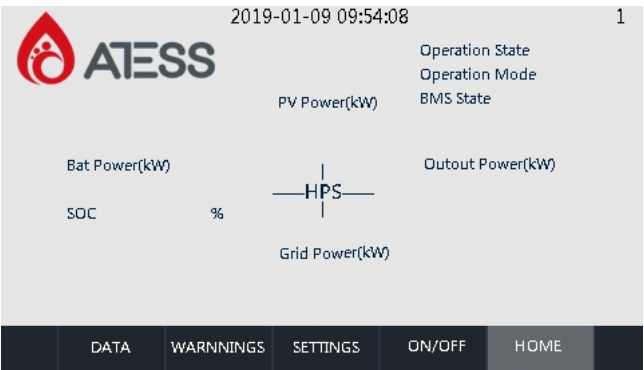 2019-01-09 09:54:08 1
ATESS
Operation State
Operation Mode
BMS State
PV Power(kW)
Bat Power(kW)
Outout Power(kW)
HPS
SOC %
Grid Power(kW)
DATA WARNNINGS SETTINGS ON/OFF HOME